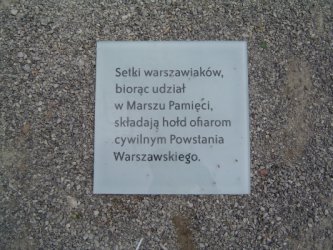 Setki warszawiaków,
biorąc udział
w Marszu Pamięci,
składają hołd ofiarom
cywilnym Powstania
Warszawskiego.